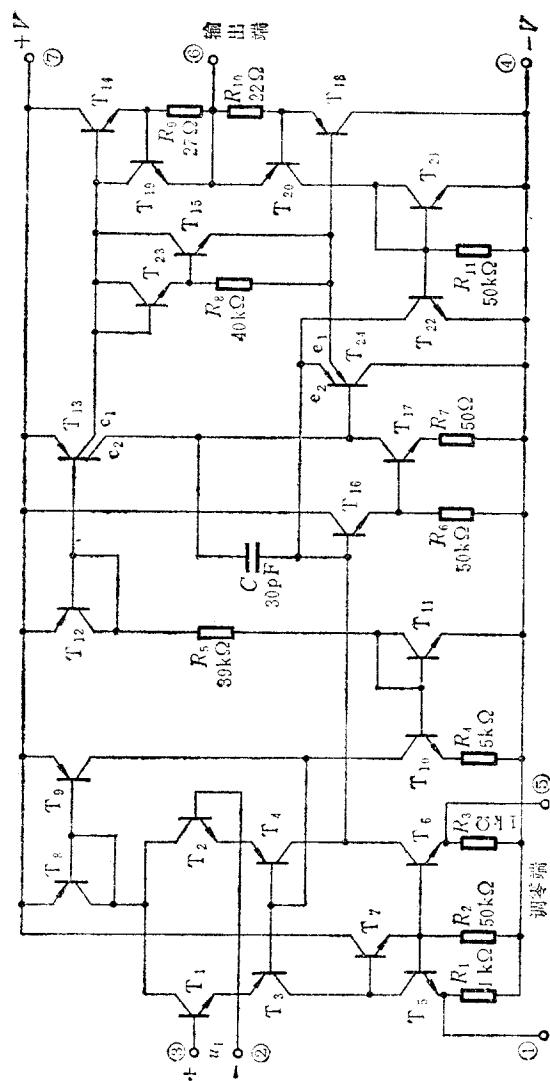 +V
⑦
T14
R9
27Ω
⑥
输出端
R10
22Ω
T18
④
−V
T19
T15
T20
T21
T23
R8
40kΩ
R11
50kΩ
T22
T13
c1
c2
e1
e2
T24
T17
R7
50Ω
T16
R6
50kΩ
C
30pF
T12
R5
39kΩ
T11
T10
R4
5kΩ
T9
T8
T2
T4
T6
R3
1kΩ
⑤
T1
T3
T7
T5
R2
50kΩ
R1
1kΩ
调零端
③
+
u1
−
②
①